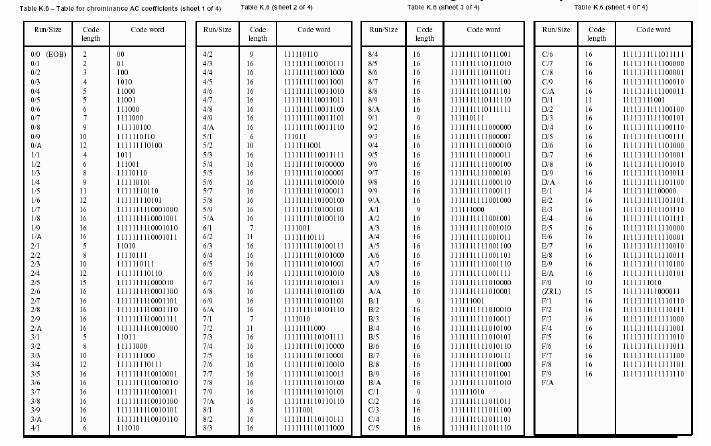 Table K.6 – Table for chrominance AC coefficients (sheet 1 of 4)
Run/Size Code length Code word
0/0 (EOB) 2 00
0/1 2 01
0/2 3 100
0/3 4 1010
0/4 5 11000
0/5 5 11001
0/6 6 111000
0/7 7 1111000
0/8 9 111110100
0/9 10 1111110110
0/A 12 111111110100
1/1 4 1011
1/2 6 111001
1/3 8 11110110
1/4 9 111110101
1/5 11 11111110110
1/6 12 111111110101
1/7 16 1111111110001000
1/8 16 1111111110001001
1/9 16 1111111110001010
1/A 16 1111111110001011
2/1 5 11010
2/2 8 11110111
2/3 10 1111110111
2/4 12 111111110110
2/5 15 111111111000010
2/6 16 1111111110001100
2/7 16 1111111110001101
2/8 16 1111111110001110
2/9 16 1111111110001111
2/A 16 1111111110010000
3/1 5 11011
3/2 8 11111000
3/3 10 1111111000
3/4 12 111111110111
3/5 16 1111111110010001
3/6 16 1111111110010010
3/7 16 1111111110010011
3/8 16 1111111110010100
3/9 16 1111111110010101
3/A 16 1111111110010110
4/1 6 111010
Table K.6 (sheet 2 of 4)
Run/Size Code length Code word
4/2 9 111110110
4/3 16 1111111110010111
4/4 16 1111111110011000
4/5 16 1111111110011001
4/6 16 1111111110011010
4/7 16 1111111110011011
4/8 16 1111111110011100
4/9 16 1111111110011101
4/A 16 1111111110011110
5/1 6 111011
5/2 10 1111111001
5/3 16 1111111110011111
5/4 16 1111111110100000
5/5 16 1111111110100001
5/6 16 1111111110100010
5/7 16 1111111110100011
5/8 16 1111111110100100
5/9 16 1111111110100101
5/A 16 1111111110100110
6/1 7 1111001
6/2 11 11111110111
6/3 16 1111111110100111
6/4 16 1111111110101000
6/5 16 1111111110101001
6/6 16 1111111110101010
6/7 16 1111111110101011
6/8 16 1111111110101100
6/9 16 1111111110101101
6/A 16 1111111110101110
7/1 7 1111010
7/2 11 11111111000
7/3 16 1111111110101111
7/4 16 1111111110110000
7/5 16 1111111110110001
7/6 16 1111111110110010
7/7 16 1111111110110011
7/8 16 1111111110110100
7/9 16 1111111110110101
7/A 16 1111111110110110
8/1 8 11111001
8/2 16 1111111110110111
8/3 16 1111111110111000
Table K.6 (sheet 3 of 4)
Run/Size Code length Code word
8/4 16 1111111110111001
8/5 16 1111111110111010
8/6 16 1111111110111011
8/7 16 1111111110111100
8/8 16 1111111110111101
8/9 16 1111111110111110
8/A 16 1111111110111111
9/1 9 111110111
9/2 16 1111111111000000
9/3 16 1111111111000001
9/4 16 1111111111000010
9/5 16 1111111111000011
9/6 16 1111111111000100
9/7 16 1111111111000101
9/8 16 1111111111000110
9/9 16 1111111111000111
9/A 16 1111111111001000
A/1 9 111111000
A/2 16 1111111111001001
A/3 16 1111111111001010
A/4 16 1111111111001011
A/5 16 1111111111001100
A/6 16 1111111111001101
A/7 16 1111111111001110
A/8 16 1111111111001111
A/9 16 1111111111010000
A/A 16 1111111111010001
B/1 9 111111001
B/2 16 1111111111010010
B/3 16 1111111111010011
B/4 16 1111111111010100
B/5 16 1111111111010101
B/6 16 1111111111010110
B/7 16 1111111111010111
B/8 16 1111111111011000
B/9 16 1111111111011001
B/A 16 1111111111011010
C/1 9 111111010
C/2 16 1111111111011011
C/3 16 1111111111011100
C/4 16 1111111111011101
C/5 16 1111111111011110
Table K.6 (sheet 4 of 4)
Run/Size Code length Code word
C/6 16 1111111111011111
C/7 16 1111111111100000
C/8 16 1111111111100001
C/9 16 1111111111100010
C/A 16 1111111111100011
D/1 11 11111111001
D/2 16 1111111111100100
D/3 16 1111111111100101
D/4 16 1111111111100110
D/5 16 1111111111100111
D/6 16 1111111111101000
D/7 16 1111111111101001
D/8 16 1111111111101010
D/9 16 1111111111101011
D/A 16 1111111111101100
E/1 14 11111111100000
E/2 16 1111111111101101
E/3 16 1111111111101110
E/4 16 1111111111101111
E/5 16 1111111111110000
E/6 16 1111111111110001
E/7 16 1111111111110010
E/8 16 1111111111110011
E/9 16 1111111111110100
E/A 16 1111111111110101
F/0 10 1111111010
(ZRL) 15 111111111000011
F/1 16 1111111111110110
F/2 16 1111111111110111
F/3 16 1111111111111000
F/4 16 1111111111111001
F/5 16 1111111111111010
F/6 16 1111111111111011
F/7 16 1111111111111100
F/8 16 1111111111111101
F/9 16 1111111111111110
F/A